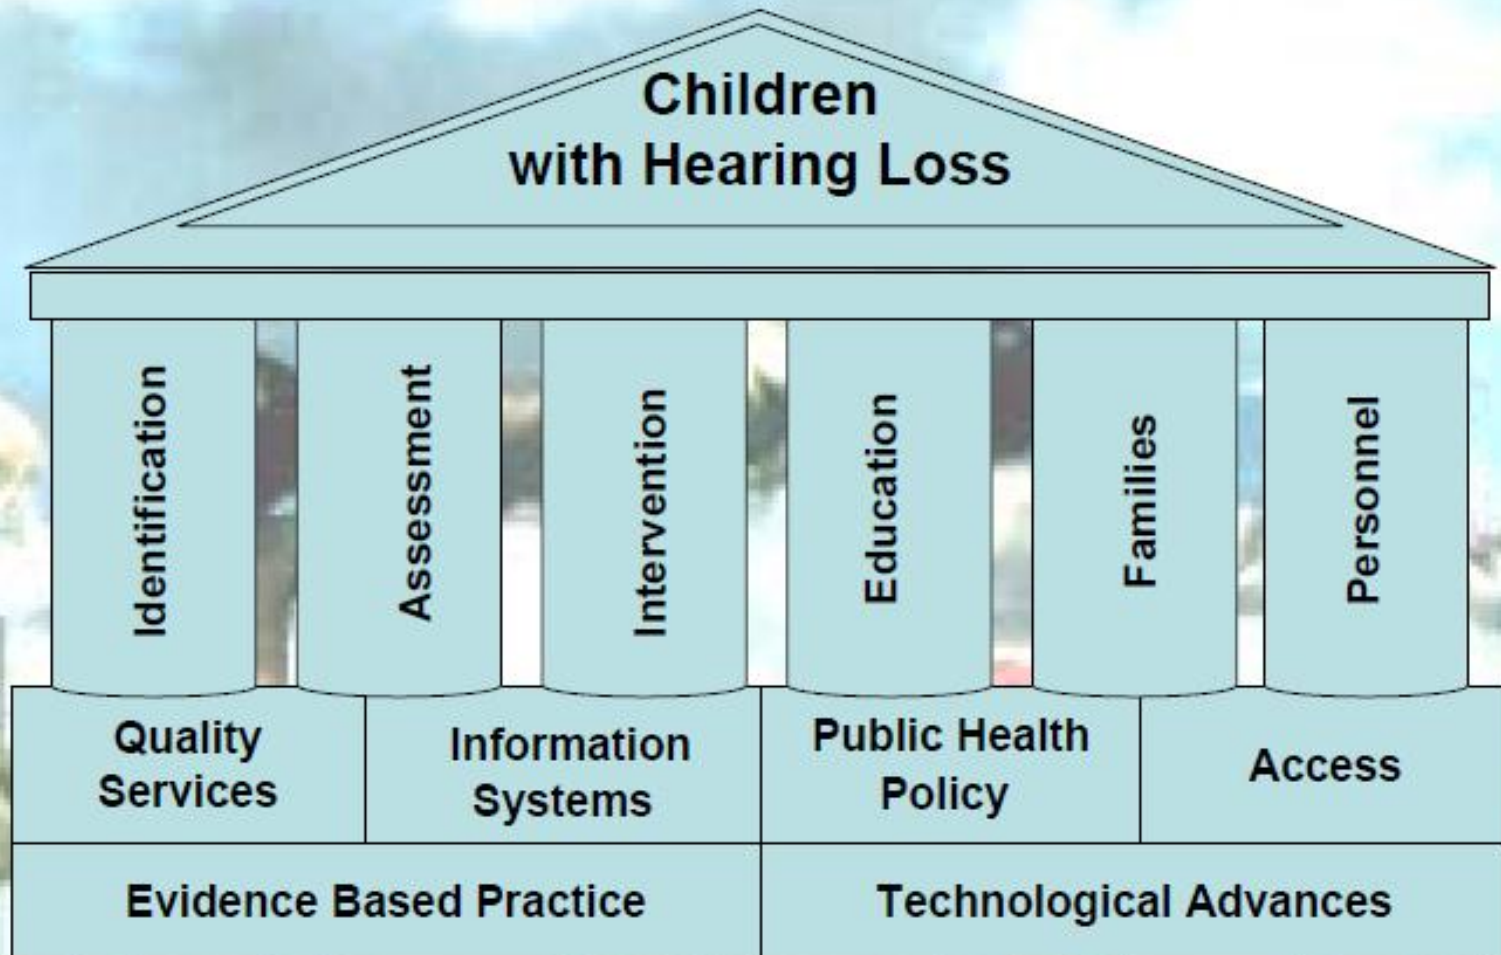 Children
with Hearing Loss
Identification
Assessment
Intervention
Education
Families
Personnel
Quality
Services
Information
Systems
Public Health
Policy
Access
Evidence Based Practice
Technological Advances